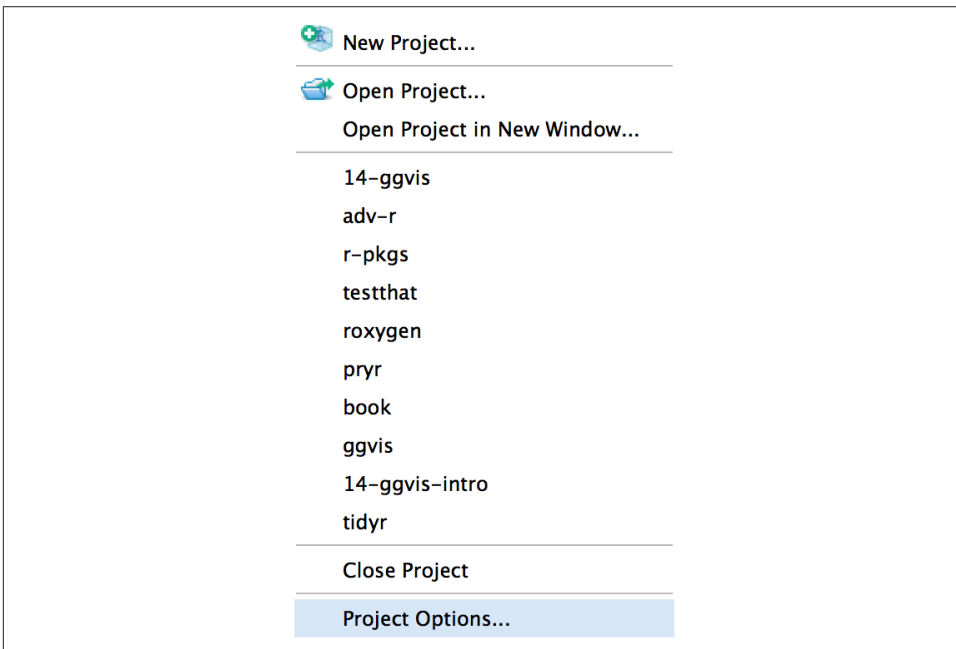 New Project...
Open Project...
Open Project in New Window...
14-ggvis
adv-r
r-pkgs
testthat
roxygen
pryr
book
ggvis
14-ggvis-intro
tidyr
Close Project
Project Options...